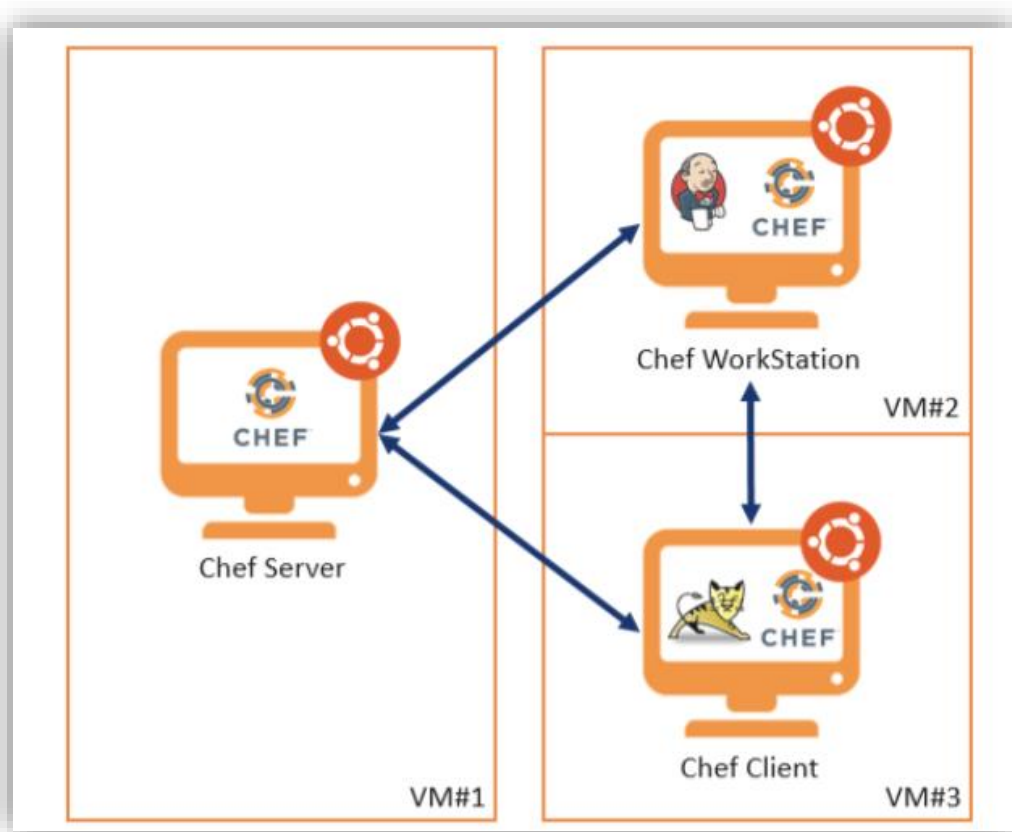 CHEF
Chef Server
VM#1
CHEF
Chef WorkStation
VM#2
CHEF
Chef Client
VM#3